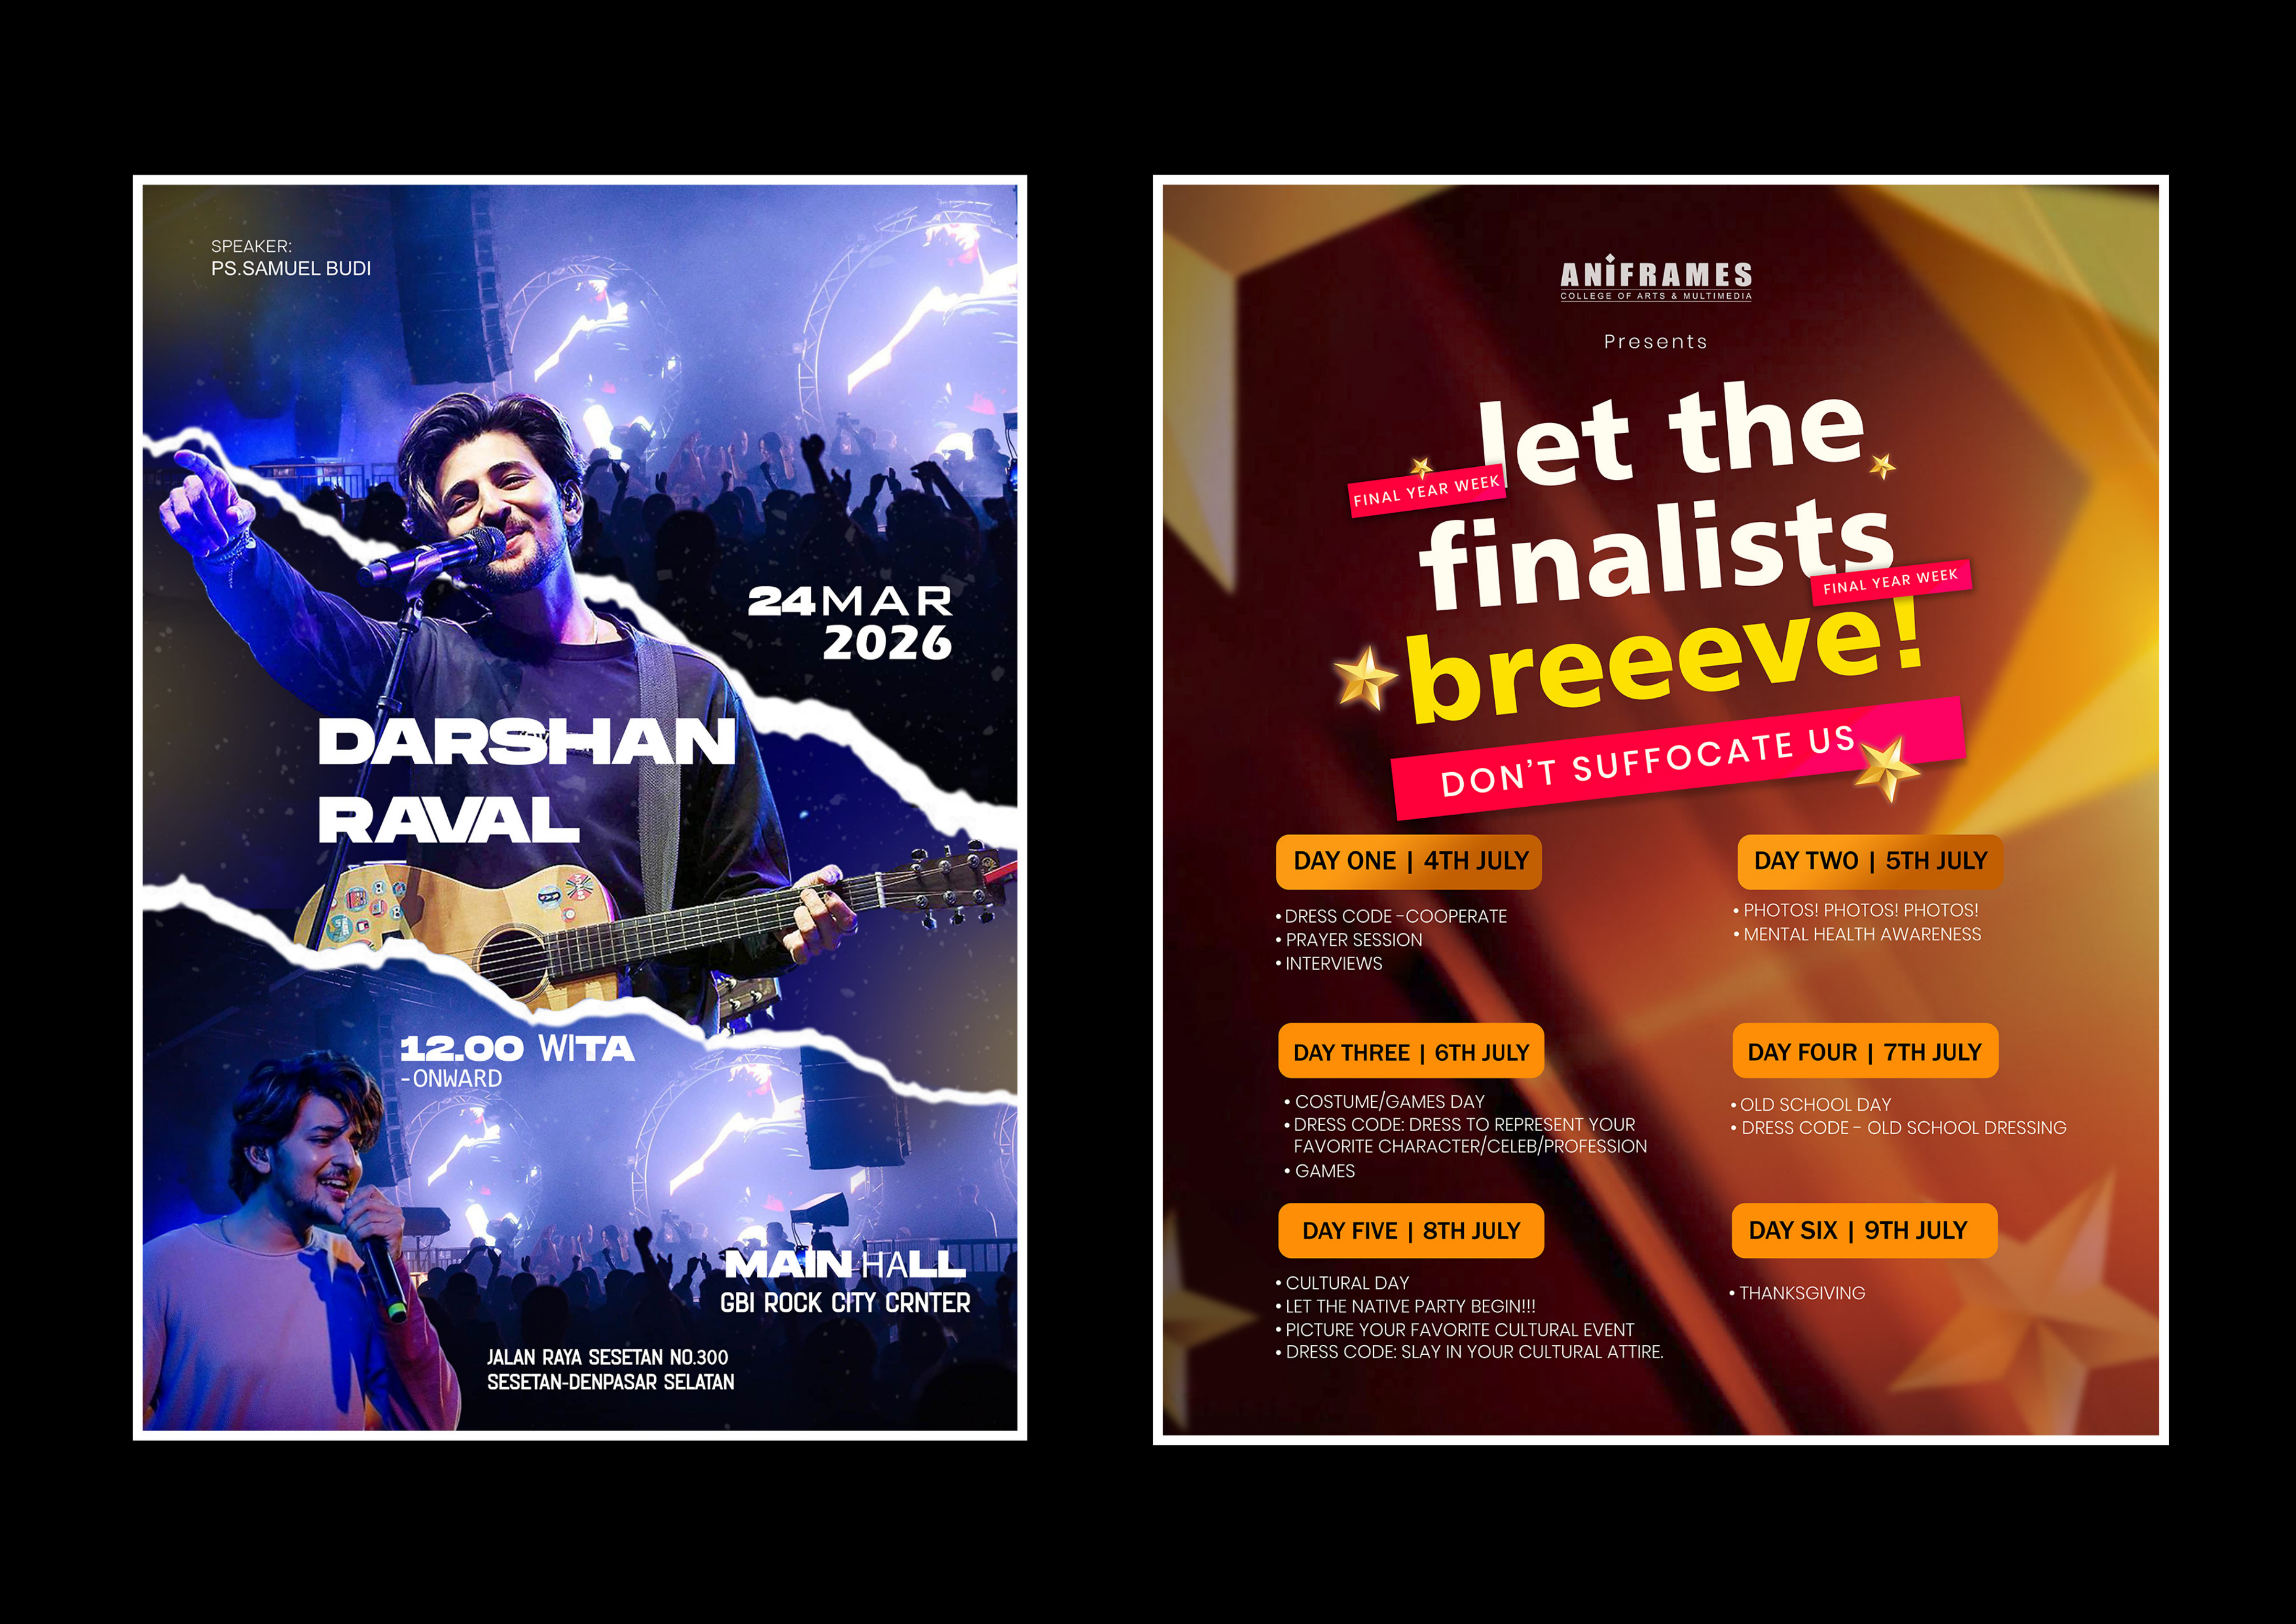 SPEAKER:
PS.SAMUEL BUDI
24MAR
2026
DARSHAN
RAVAL
12.00 WITA
-ONWARD
MAIN HALL
GBI ROCK CITY CRNTER
JALAN RAYA SESETAN NO.300
SESETAN-DENPASAR SELATAN
ANiFRAMES
COLLEGE OF ARTS & MULTIMEDIA
Presents
let the
FINAL YEAR WEEK
finalists
FINAL YEAR WEEK
breeeve!
DON'T SUFFOCATE US
DAY ONE | 4TH JULY
• DRESS CODE -COOPERATE
• PRAYER SESSION
• INTERVIEWS
DAY TWO | 5TH JULY
• PHOTOS! PHOTOS! PHOTOS!
• MENTAL HEALTH AWARENESS
DAY THREE | 6TH JULY
• COSTUME/GAMES DAY
• DRESS CODE: DRESS TO REPRESENT YOUR
FAVORITE CHARACTER/CELEB/PROFESSION
• GAMES
DAY FOUR | 7TH JULY
• OLD SCHOOL DAY
• DRESS CODE - OLD SCHOOL DRESSING
DAY FIVE | 8TH JULY
• CULTURAL DAY
• LET THE NATIVE PARTY BEGIN!!!
• PICTURE YOUR FAVORITE CULTURAL EVENT
• DRESS CODE: SLAY IN YOUR CULTURAL ATTIRE.
DAY SIX | 9TH JULY
• THANKSGIVING